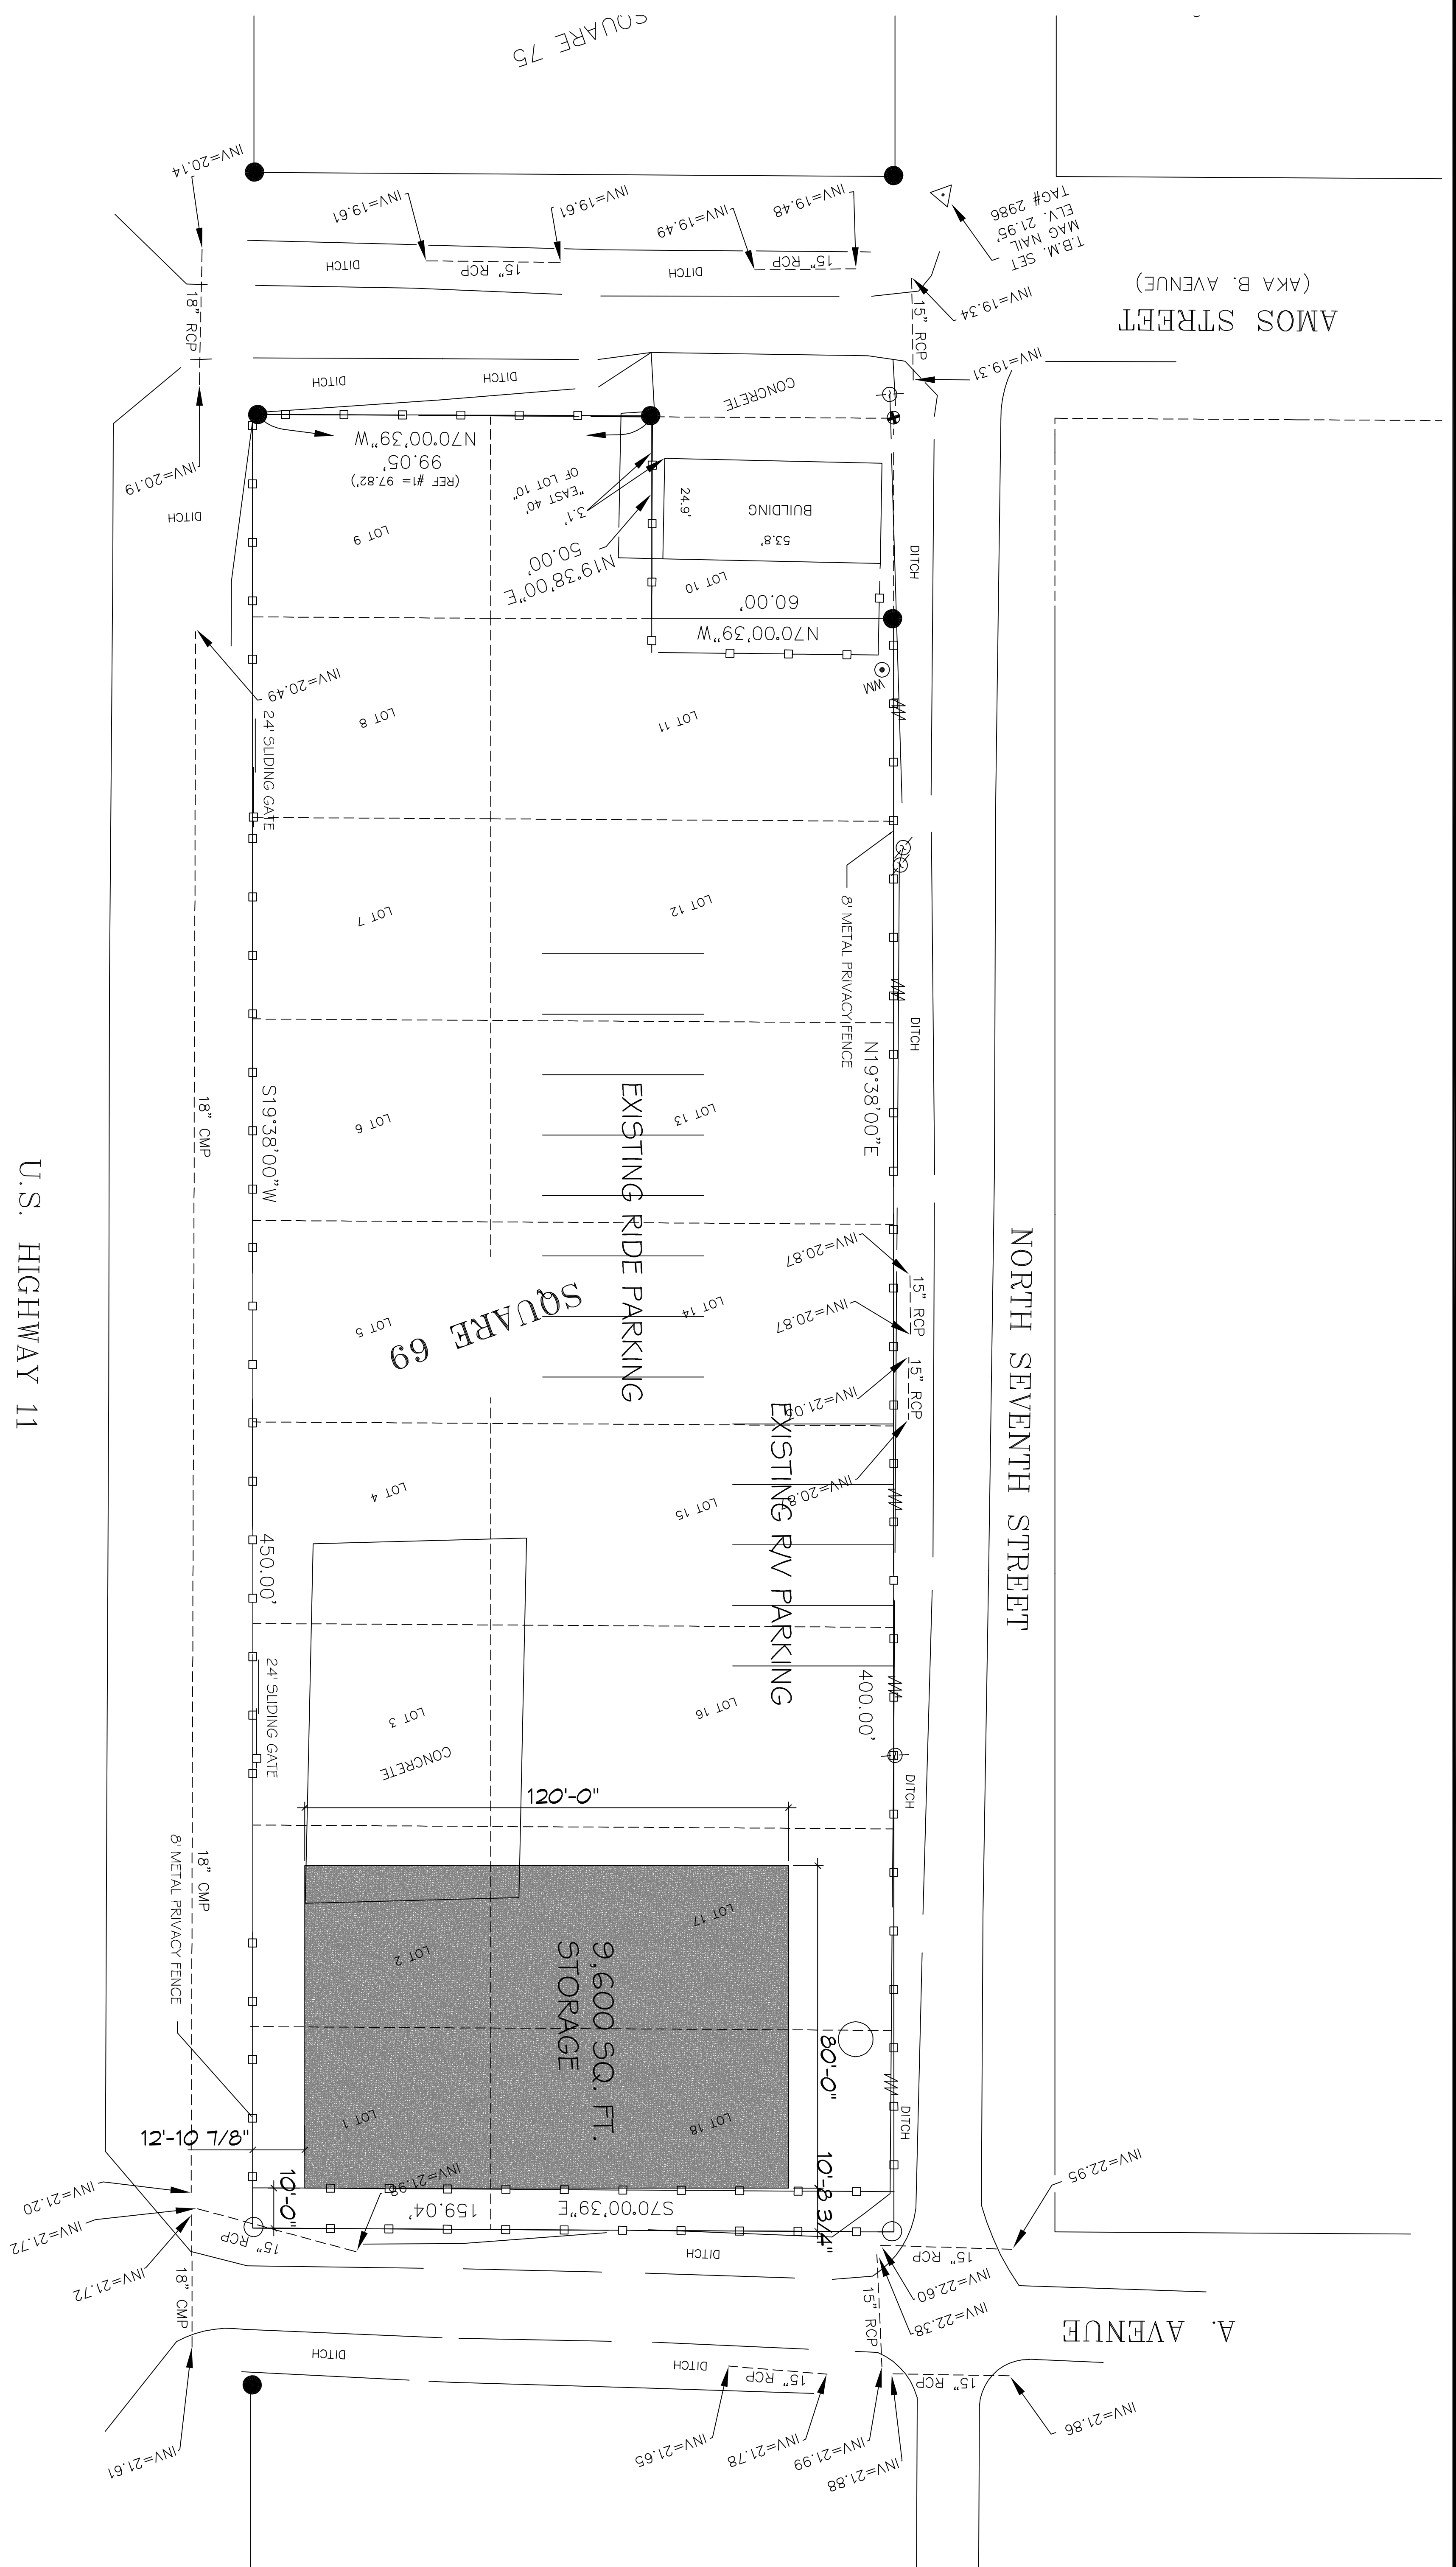 SQUARE 75
INV=20.14
INV=19.61
INV=19.61
INV=19.49
INV=19.48
T.B.M. SET
MAG NAIL
ELV. 21.95'
TAG# 2986
DITCH
15" RCP
DITCH
15" RCP
INV=19.34
(AKA B. AVENUE)
AMOS STREET
18" RCP
15" RCP
INV=19.31
DITCH
DITCH
CONCRETE
N70°00'39"W
99.05'
(REF #1= 97.82')
INV=20.19
DITCH
"EAST 40'
OF LOT 10"
3.1'
24.9'
BUILDING
53.8'
DITCH
LOT 9
N19°38'00"E
50.00'
LOT 10
60.00'
N70°00'39"W
WM
INV=20.49
24' SLIDING GATE
LOT 8
LOT 11
8' METAL PRIVACY FENCE
LOT 7
LOT 12
DITCH
N19°38'00"E
18" CMP
S19°38'00"W
LOT 6
LOT 13
EXISTING RIDE PARKING
U.S. HIGHWAY 11
NORTH SEVENTH STREET
INV=20.87
15" RCP
INV=20.87
SQUARE 69
LOT 5
LOT 14
15" RCP
EXISTING R/V PARKING
LOT 4
LOT 15
450.00'
24' SLIDING GATE
400.00'
LOT 3
LOT 16
CONCRETE
DITCH
120'-0"
18" CMP
8' METAL PRIVACY FENCE
LOT 2
LOT 17
9,600 SQ. FT.
STORAGE
80'-0"
LOT 1
LOT 18
DITCH
12'-10 7/8"
10'-0"
10'-8 3/4"
INV=21.98
159.04'
S70°00'39"E
INV=22.95
INV=21.20
INV=21.72
INV=21.72
15" RCP
DITCH
15" RCP
18" CMP
INV=22.60
INV=22.38
15" RCP
A. AVENUE
DITCH
DITCH
15" RCP
15" RCP
INV=21.61
INV=21.65
INV=21.78
INV=21.99
INV=21.88
INV=21.86